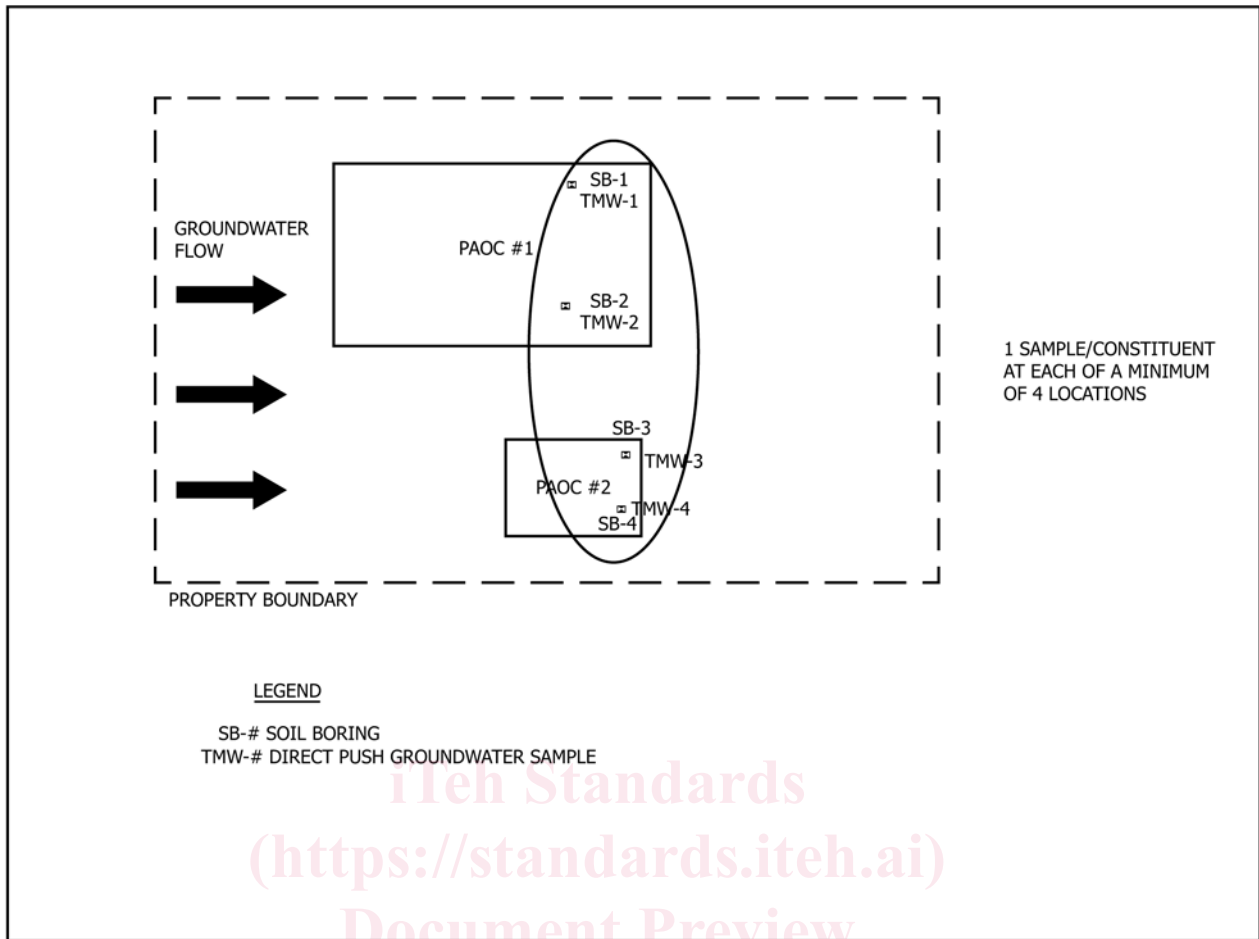 SB-1
TMW-1
GROUNDWATER
FLOW
PAOC #1
SB-2
TMW-2
1 SAMPLE/CONSTITUENT
AT EACH OF A MINIMUM
OF 4 LOCATIONS
SB-3
TMW-3
PAOC #2
TMW-4
SB-4
PROPERTY BOUNDARY
LEGEND
SB-# SOIL BORING
TMW-# DIRECT PUSH GROUNDWATER SAMPLE
iTeh Standards
(https://standards.iteh.ai)
Document Preview